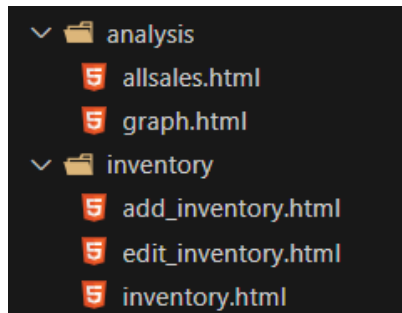 analysis
allsales.html
graph.html
inventory
add_inventory.html
edit_inventory.html
inventory.html